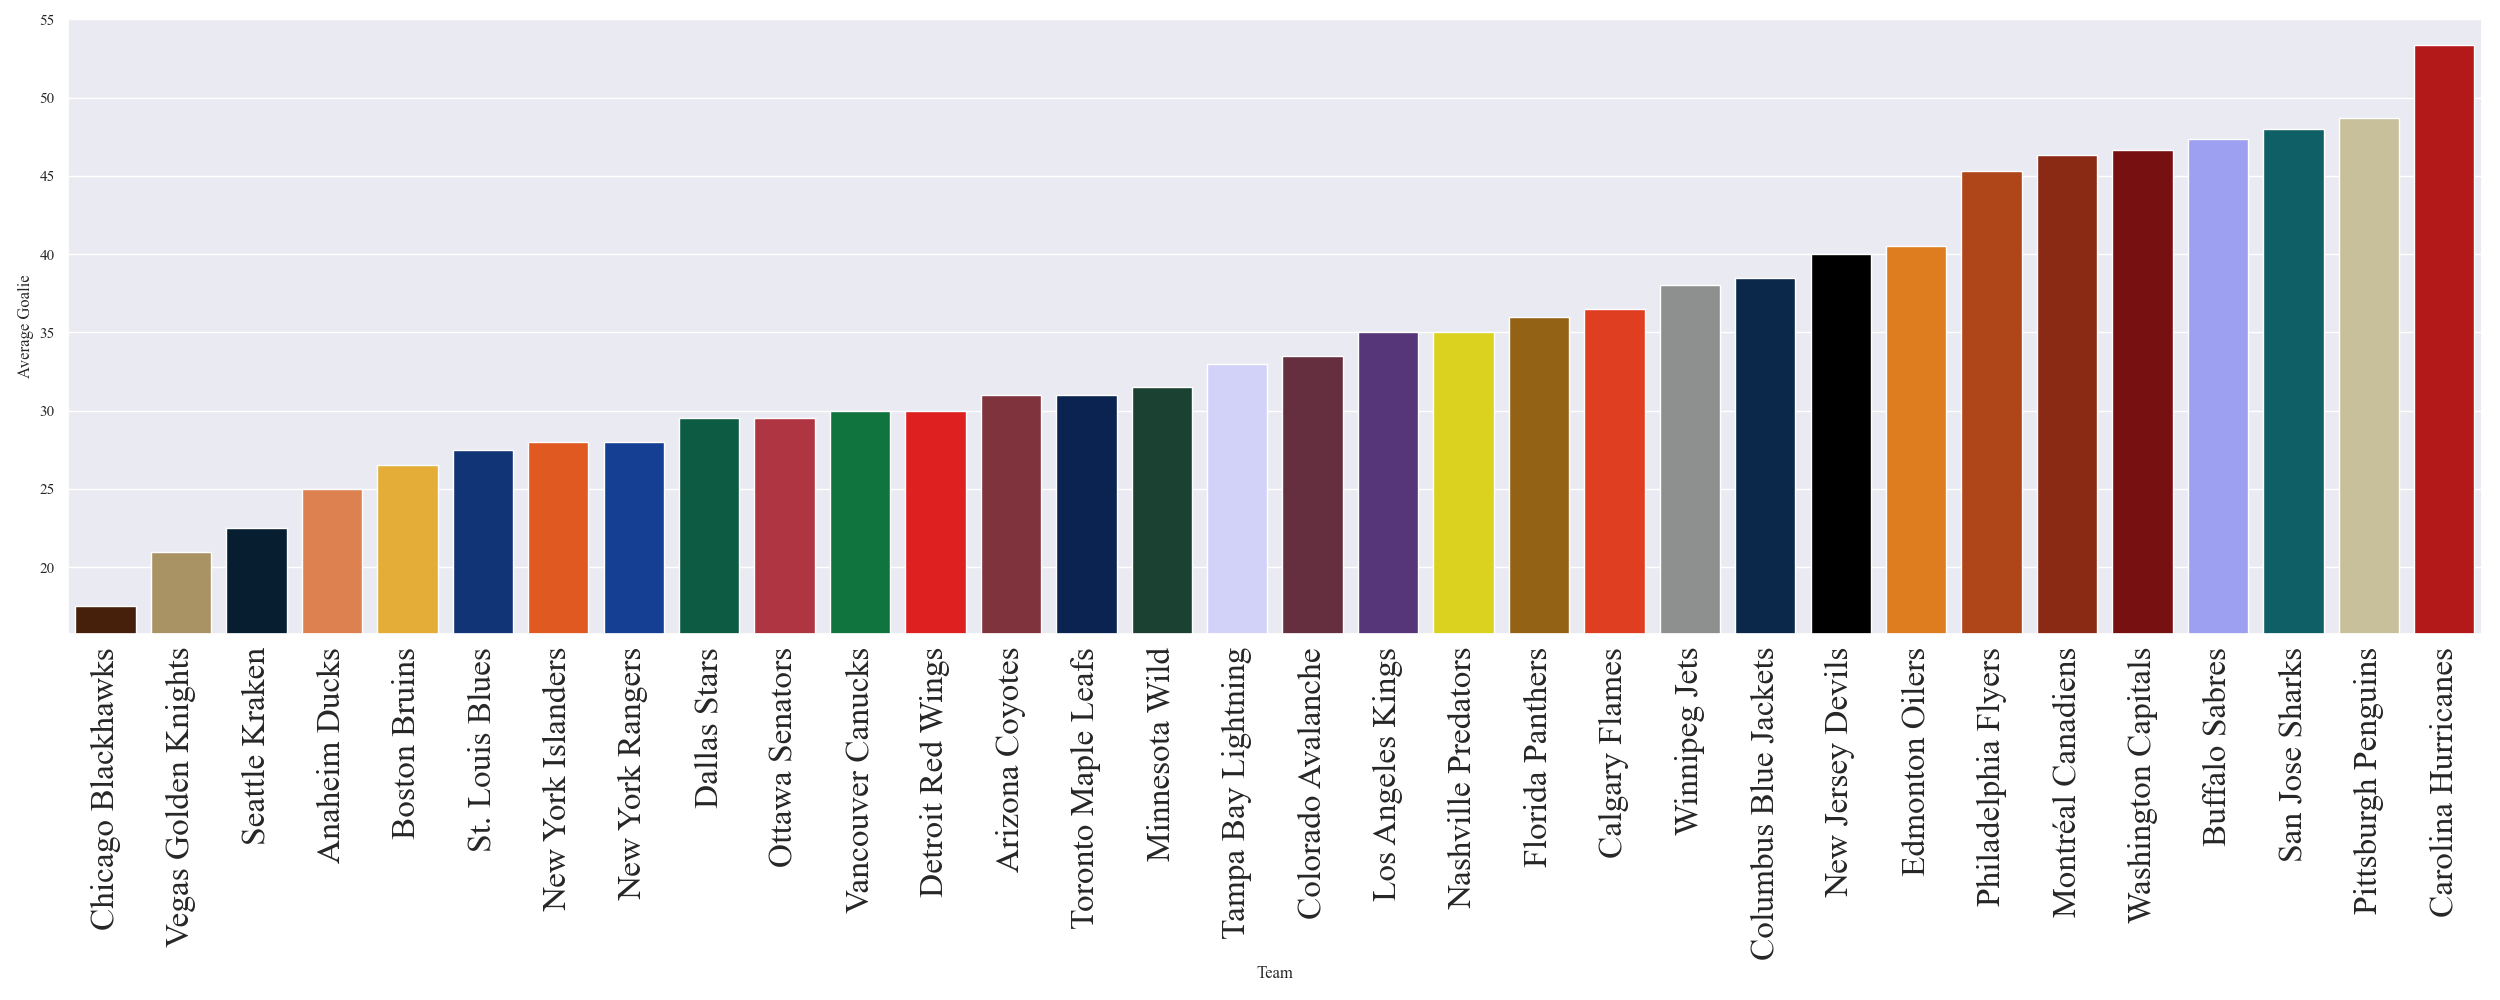 55
50
45
40
35
30
25
20
Average Goalie
Chicago Blackhawks
Vegas Golden Knights
Seattle Kraken
Anaheim Ducks
Boston Bruins
St. Louis Blues
New York Islanders
New York Rangers
Dallas Stars
Ottawa Senators
Vancouver Canucks
Detroit Red Wings
Arizona Coyotes
Toronto Maple Leafs
Minnesota Wild
Tampa Bay Lightning
Colorado Avalanche
Los Angeles Kings
Nashville Predators
Florida Panthers
Calgary Flames
Winnipeg Jets
Columbus Blue Jackets
New Jersey Devils
Edmonton Oilers
Philadelphia Flyers
Montréal Canadiens
Washington Capitals
Buffalo Sabres
San Jose Sharks
Pittsburgh Penguins
Carolina Hurricanes
Team